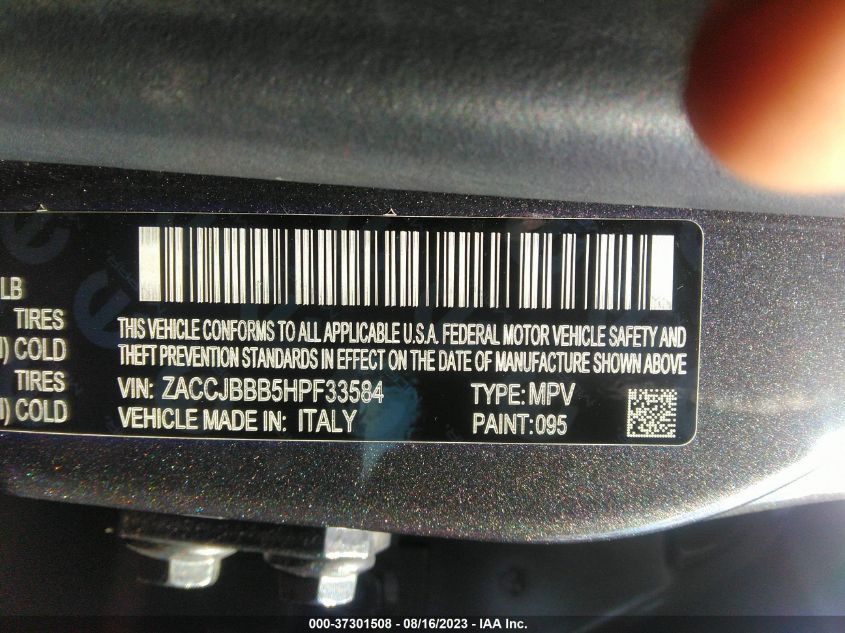 LB
TIRES
) COLD
TIRES
) COLD
THIS VEHICLE CONFORMS TO ALL APPLICABLE U.S.A. FEDERAL MOTOR VEHICLE SAFETY AND
THEFT PREVENTION STANDARDS IN EFFECT ON THE DATE OF MANUFACTURE SHOWN ABOVE
VIN: ZACCJBBB5HPF33584 TYPE: MPV
VEHICLE MADE IN: ITALY PAINT: 095
000-37301508 - 08/16/2023 - IAA Inc.